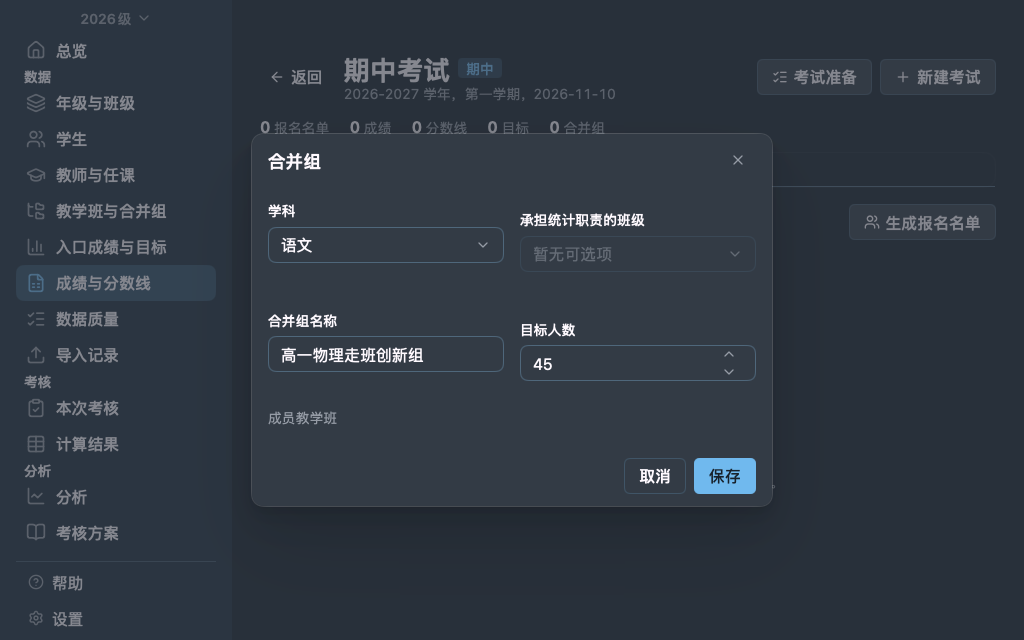 2026级
总览
数据
年级与班级
学生
教师与任课
教学班与合并组
入口成绩与目标
成绩与分数线
数据质量
导入记录
考核
本次考核
计算结果
分析
分析
考核方案
帮助
设置
返回
期中考试
期中
2026-2027 学年，第一学期，2026-11-10
考试准备
新建考试
0 报名名单
0 成绩
0 分数线
0 目标
0 合并组
生成报名名单
合并组
学科
语文
承担统计职责的班级
暂无可选项
合并组名称
高一物理走班创新组
目标人数
45
成员教学班
取消
保存